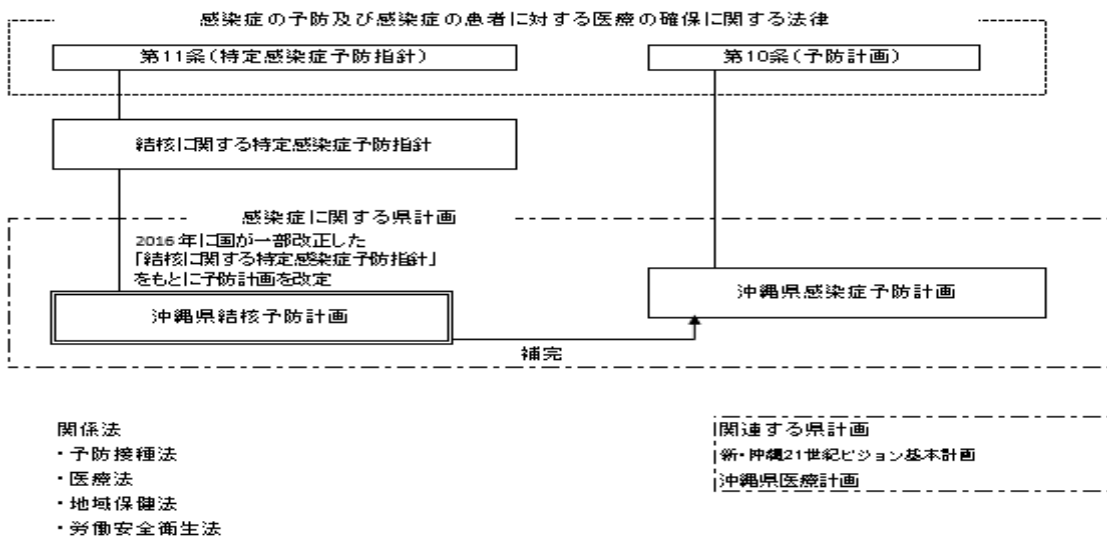 感染症の予防及び感染症の患者に対する医療の確保に関する法律
第11条(特定感染症予防指針)
第10条(予防計画)
結核に関する特定感染症予防指針
感染症に関する県計画
2016年に国が一部改正した
「結核に関する特定感染症予防指針」
をもとに予防計画を改定
沖縄県結核予防計画
沖縄県感染症予防計画
補完
関係法
・予防接種法
・医療法
・地域保健法
・労働安全衛生法
関連する県計画
新・沖縄21世紀ビジョン基本計画
沖縄県医療計画